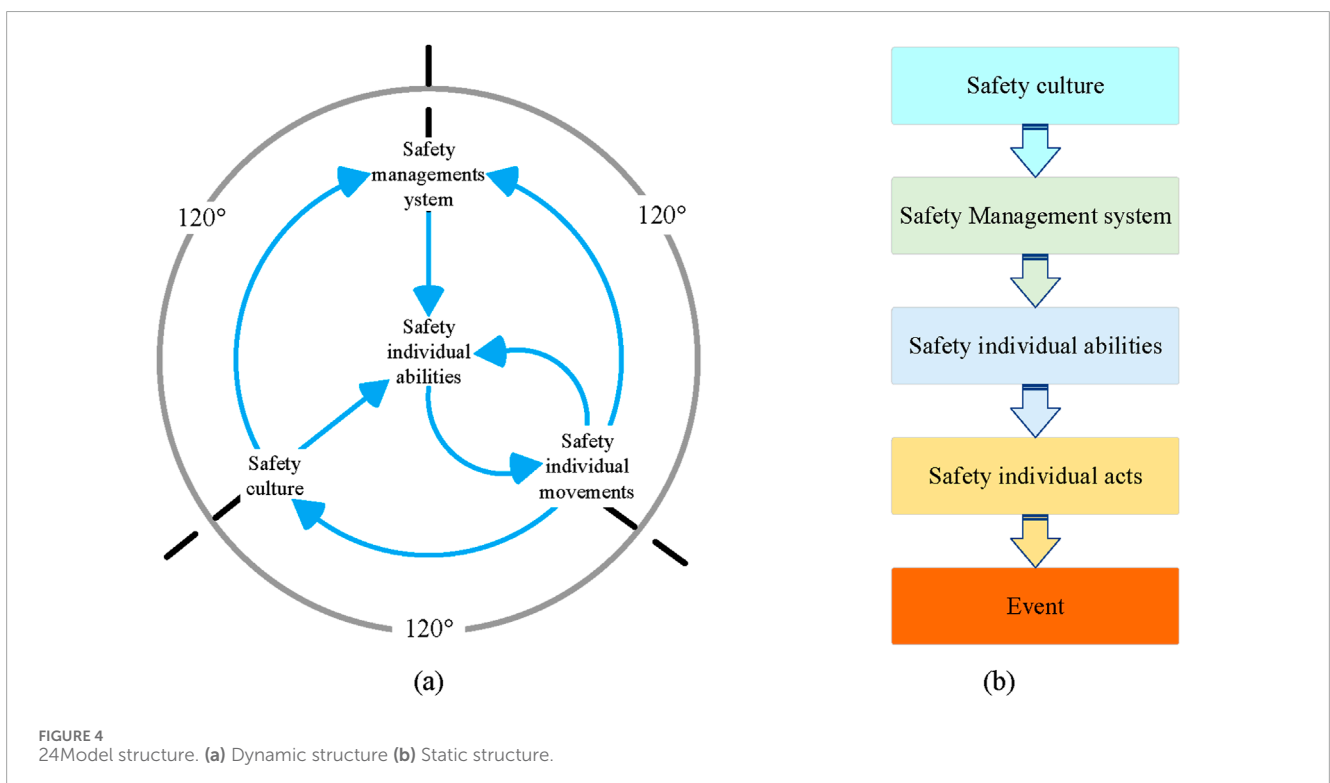 Safety
managements
ystem
120°
120°
Safety
individual
abilities
Safety
culture
Safety
individual
movements
120°
(a)
Safety culture
Safety Management system
Safety individual abilities
Safety individual acts
Event
(b)
FIGURE 4
24Model structure. (a) Dynamic structure (b) Static structure.